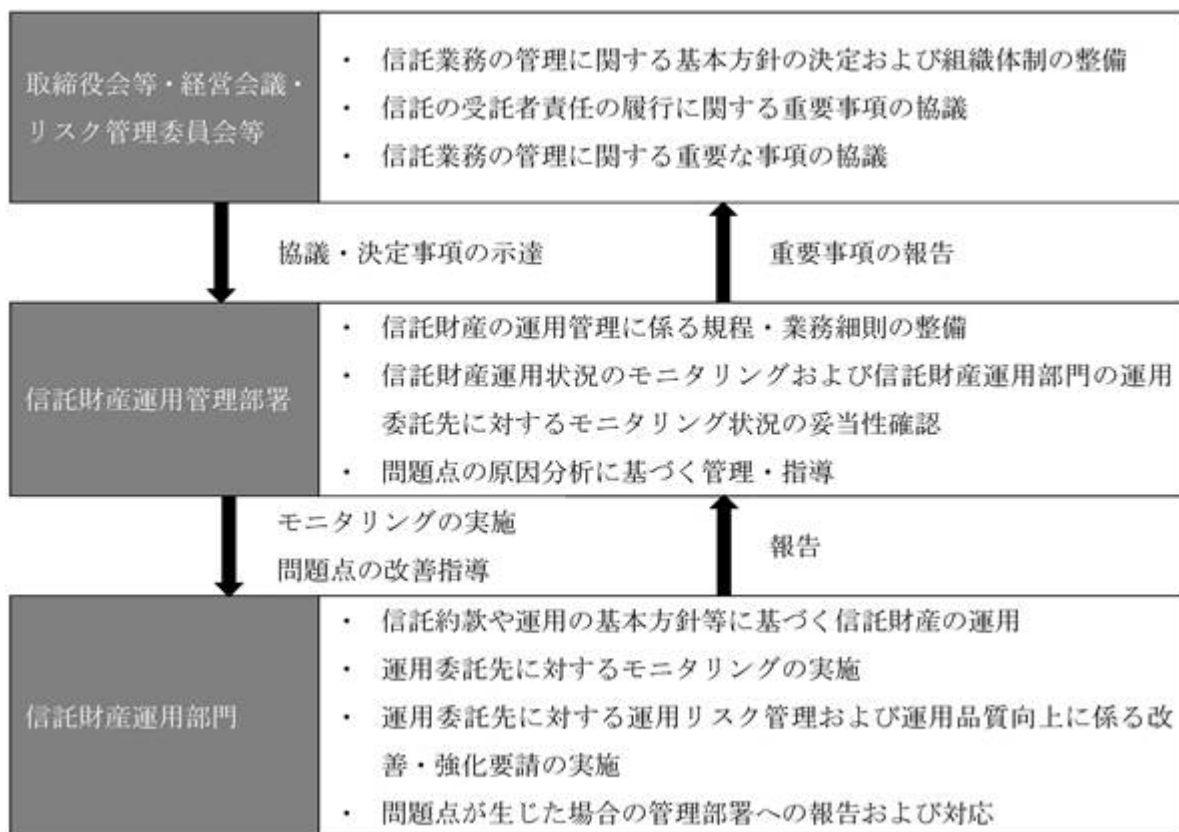 取締役会等・経営会議・
リスク管理委員会等
・ 信託業務の管理に関する基本方針の決定および組織体制の整備
・ 信託の受託者責任の履行に関する重要事項の協議
・ 信託業務の管理に関する重要な事項の協議
協議・決定事項の示達
重要事項の報告
信託財産運用管理部署
・ 信託財産の運用管理に係る規程・業務細則の整備
・ 信託財産運用状況のモニタリングおよび信託財産運用部門の運用
委託先に対するモニタリング状況の妥当性確認
・ 問題点の原因分析に基づく管理・指導
モニタリングの実施
問題点の改善指導
報告
信託財産運用部門
・ 信託約款や運用の基本方針等に基づく信託財産の運用
・ 運用委託先に対するモニタリングの実施
・ 運用委託先に対する運用リスク管理および運用品質向上に係る改
善・強化要請の実施
・ 問題点が生じた場合の管理部署への報告および対応